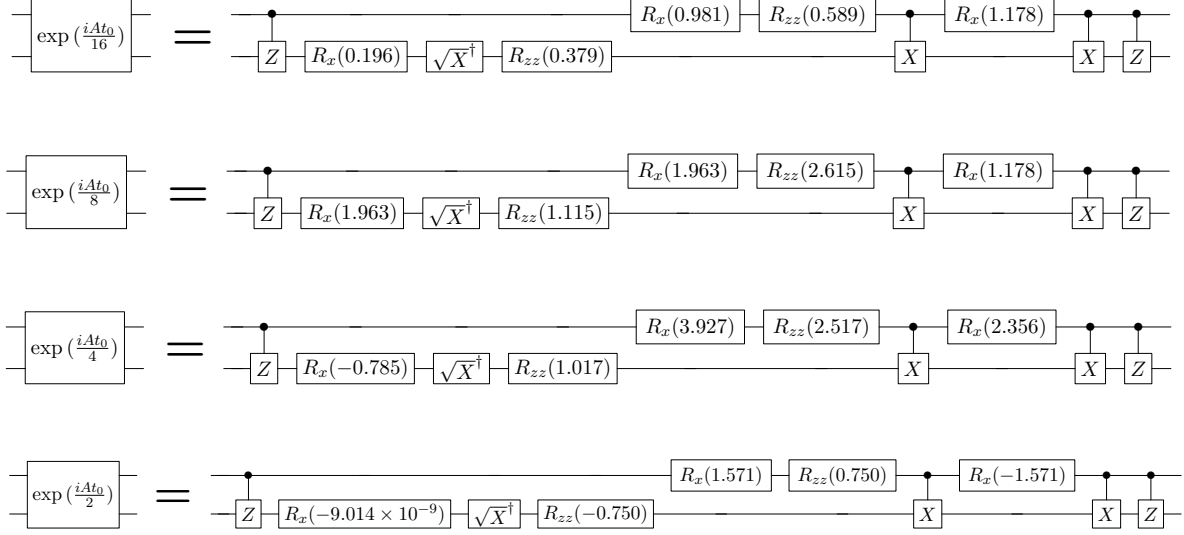 exp (iAt₀/16) = R_x(0.981) R_zz(0.589) R_x(1.178)
Z R_x(0.196) √X† R_zz(0.379) X X Z
exp (iAt₀/8) = R_x(1.963) R_zz(2.615) R_x(1.178)
Z R_x(1.963) √X† R_zz(1.115) X X Z
exp (iAt₀/4) = R_x(3.927) R_zz(2.517) R_x(2.356)
Z R_x(−0.785) √X† R_zz(1.017) X X Z
exp (iAt₀/2) = R_x(1.571) R_zz(0.750) R_x(−1.571)
Z R_x(−9.014 × 10⁻⁹) √X† R_zz(−0.750) X X Z